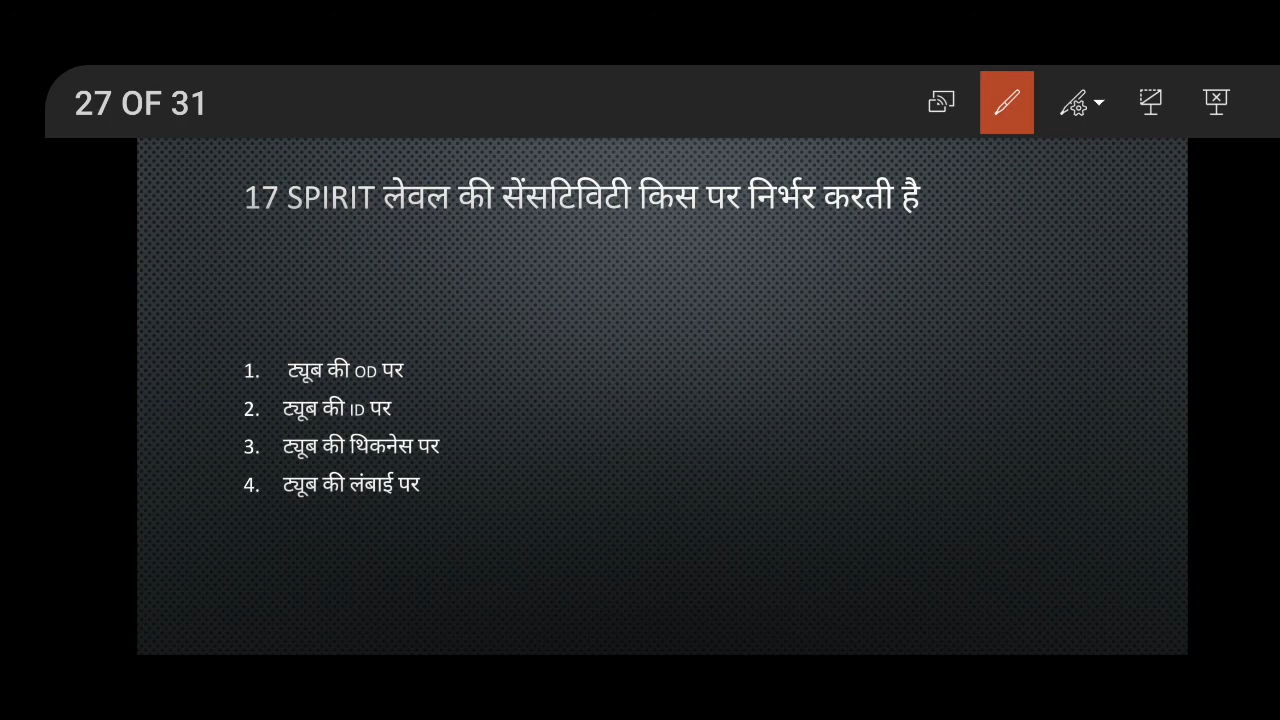 27 OF 31
17 SPIRIT लेवल की सेंसटिविटी किस पर निर्भर करती है
1. ट्यूब की OD पर
2. ट्यूब की ID पर
3. ट्यूब की थिकनेस पर
4. ट्यूब की लंबाई पर